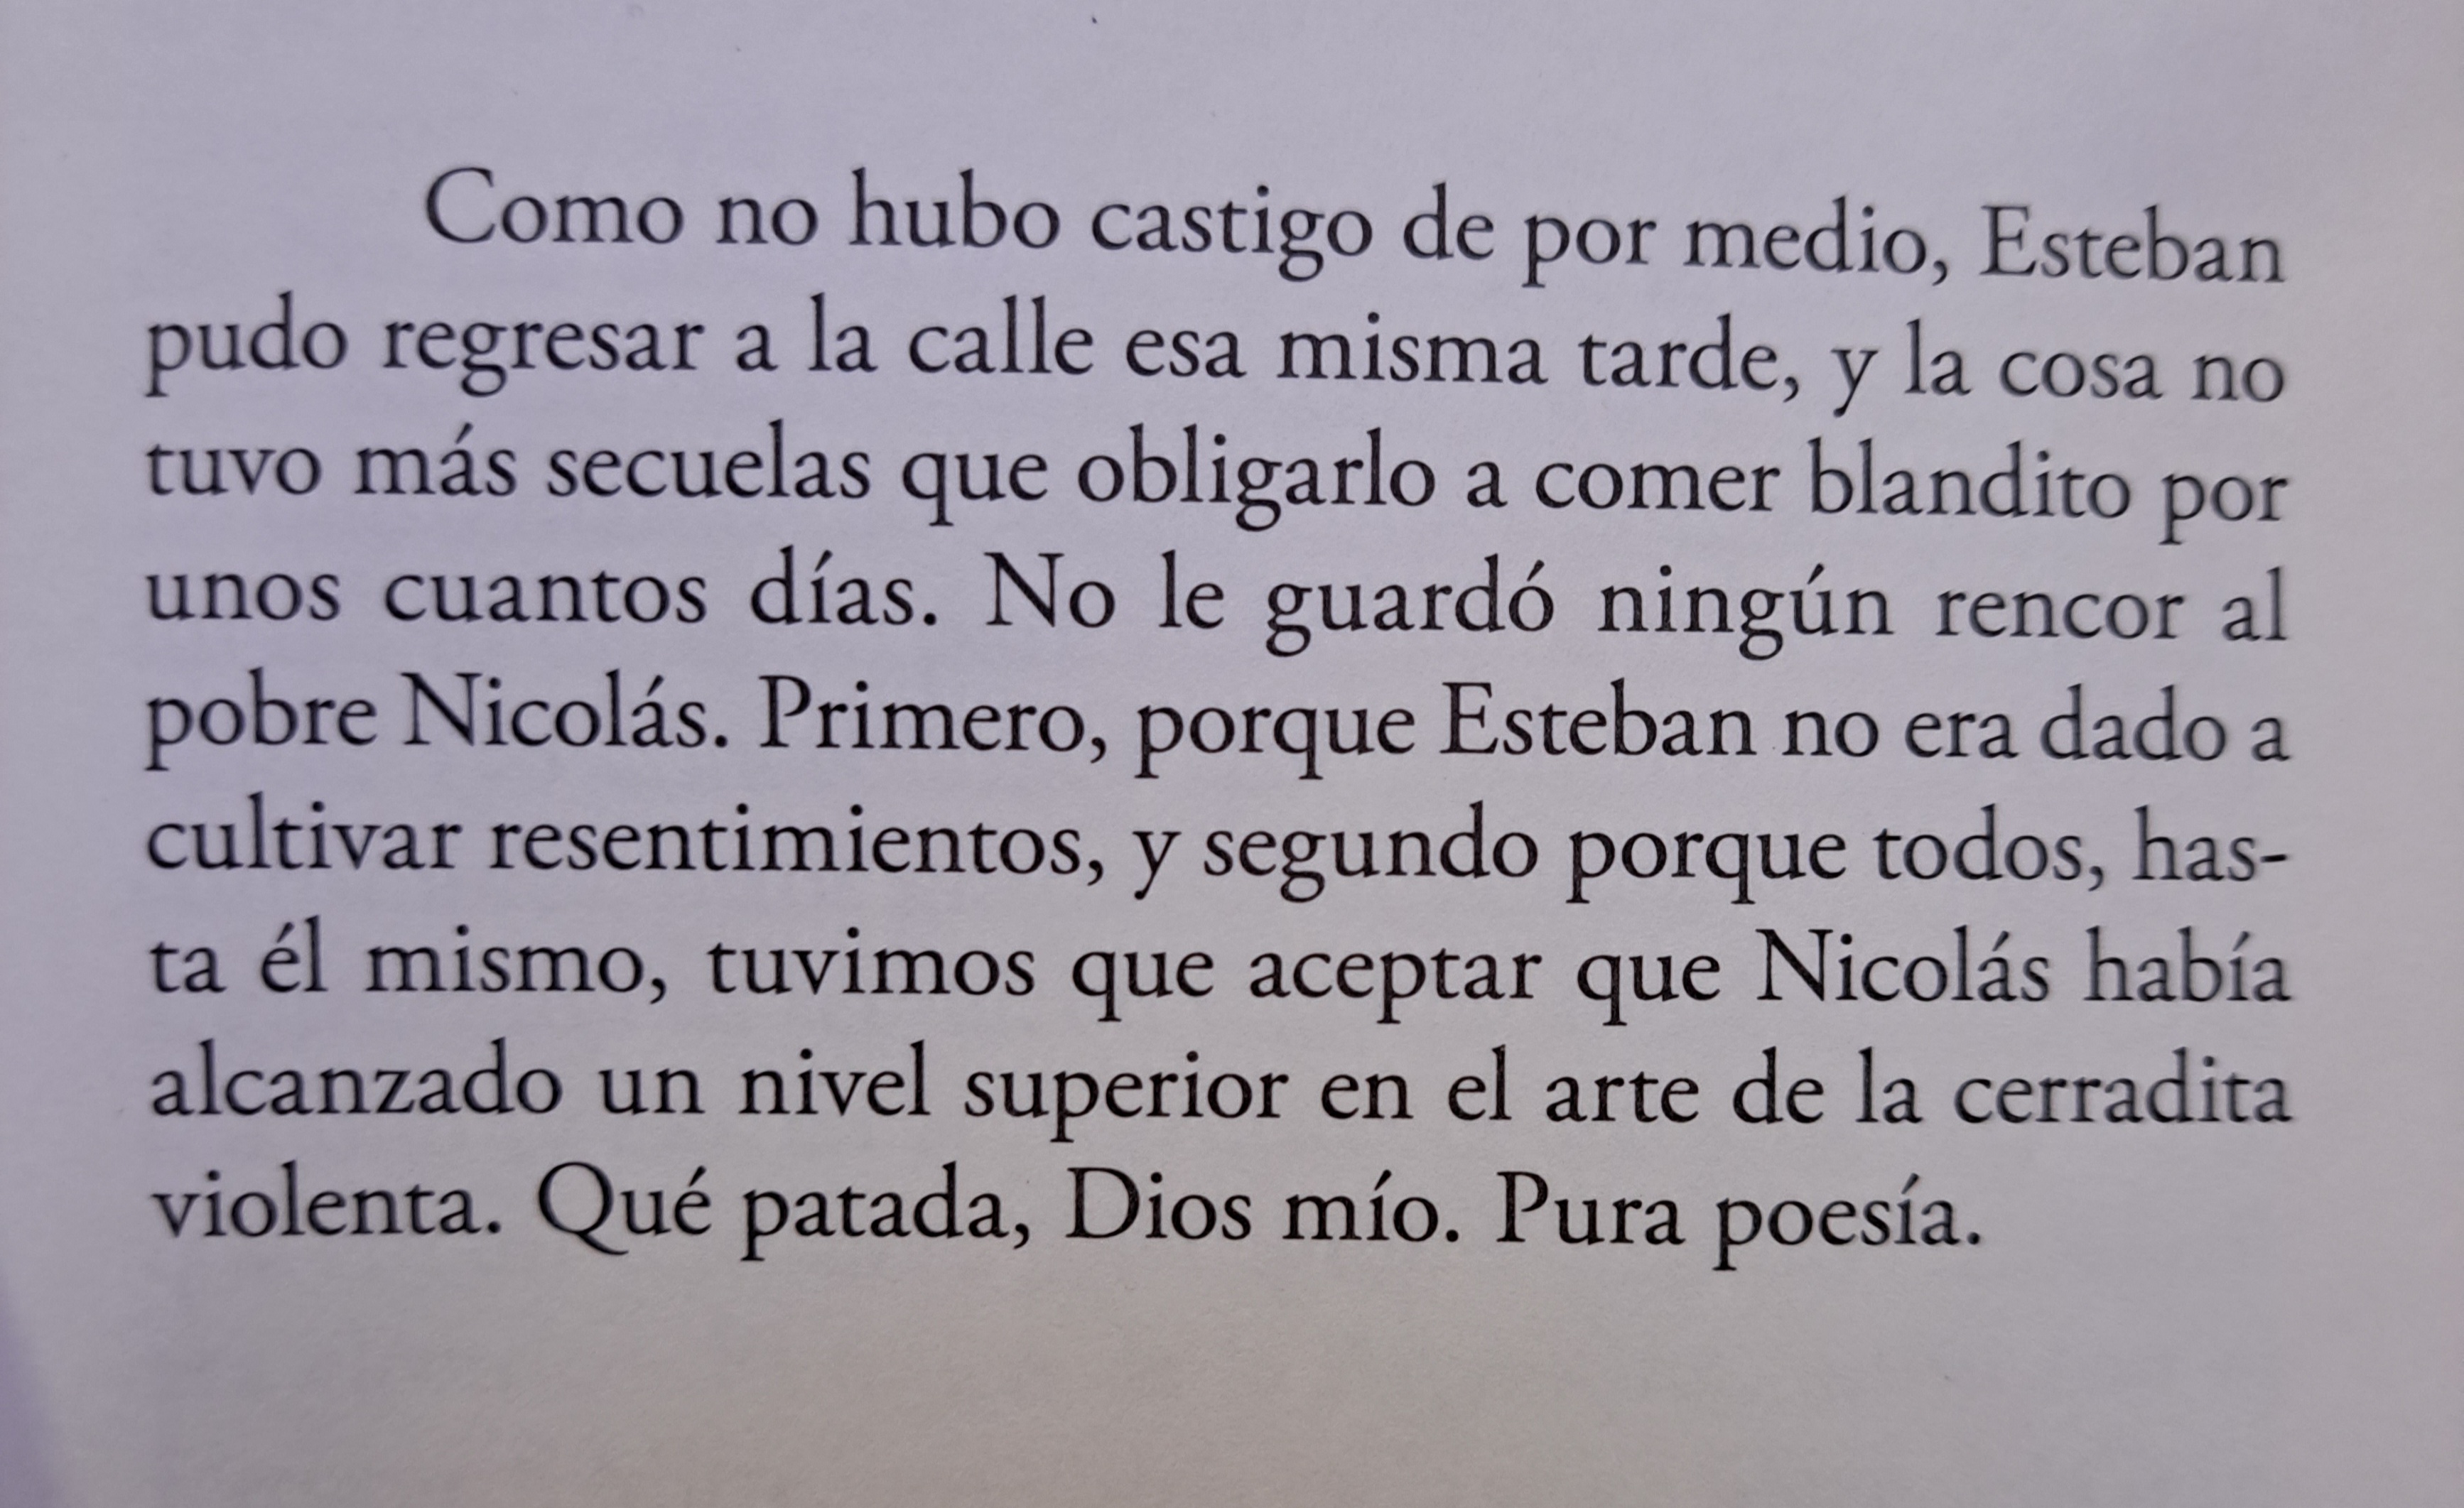 Como no hubo castigo de por medio, Esteban
pudo regresar a la calle esa misma tarde, y la cosa no
tuvo más secuelas que obligarlo a comer blandito por
unos cuantos días. No le guardó ningún rencor al
pobre Nicolás. Primero, porque Esteban no era dado a
cultivar resentimientos, y segundo porque todos, has-
ta él mismo, tuvimos que aceptar que Nicolás había
alcanzado un nivel superior en el arte de la cerradita
violenta. Qué patada, Dios mío. Pura poesía.